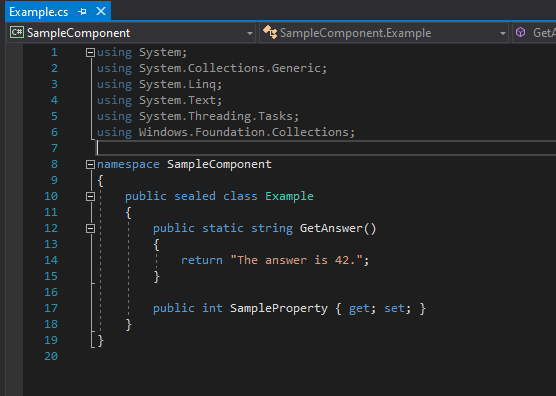 Example.cs
C# SampleComponent SampleComponent.Example GetA
1 using System;
2 using System.Collections.Generic;
3 using System.Linq;
4 using System.Text;
5 using System.Threading.Tasks;
6 using Windows.Foundation.Collections;
7
8 namespace SampleComponent
9 {
10 public sealed class Example
11 {
12 public static string GetAnswer()
13 {
14 return "The answer is 42.";
15 }
16
17 public int SampleProperty { get; set; }
18 }
19 }
20